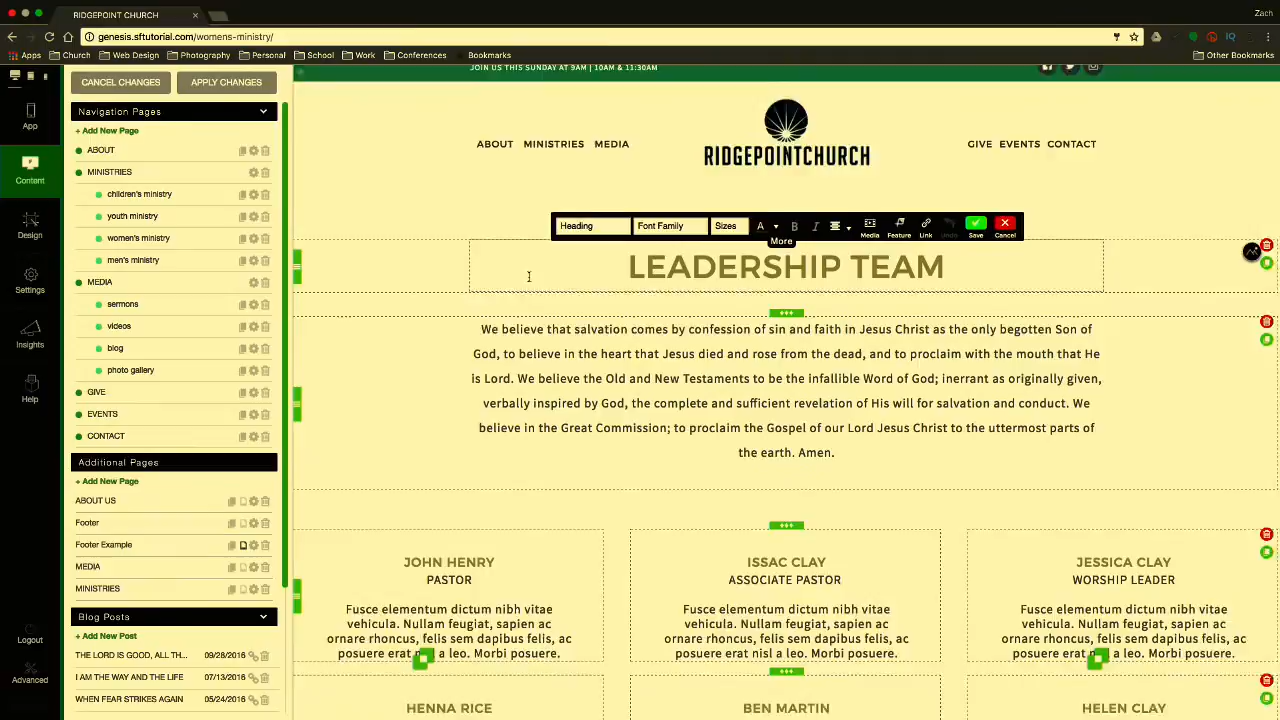 RIDGEPOINT CHURCH
Zach
genesis.sftutorial.com/womens-ministry/
Apps Church Web Design Photography Personal School Work Conferences Bookmarks Other Bookmarks
CANCEL CHANGES APPLY CHANGES
App
Content
Design
Settings
Insights
Help
Logout
Advanced
Navigation Pages
+ Add New Page
ABOUT
MINISTRIES
children's ministry
youth ministry
women's ministry
men's ministry
MEDIA
sermons
videos
blog
photo gallery
GIVE
EVENTS
CONTACT
Additional Pages
+ Add New Page
ABOUT US
Footer
Footer Example
MEDIA
MINISTRIES
Blog Posts
+ Add New Post
THE LORD IS GOOD, ALL TH... 09/28/2016
I AM THE WAY AND THE LIFE 07/13/2016
WHEN FEAR STRIKES AGAIN 05/24/2016
JOIN US THIS SUNDAY AT 9AM | 10AM & 11:30AM
ABOUT MINISTRIES MEDIA
RIDGEPOINTCHURCH
GIVE EVENTS CONTACT
Heading Font Family Sizes A B I Media Feature Link Undo Save Cancel
More
LEADERSHIP TEAM
We believe that salvation comes by confession of sin and faith in Jesus Christ as the only begotten Son of
God, to believe in the heart that Jesus died and rose from the dead, and to proclaim with the mouth that He
is Lord. We believe the Old and New Testaments to be the infallible Word of God; inerrant as originally given,
verbally inspired by God, the complete and sufficient revelation of His will for salvation and conduct. We
believe in the Great Commission; to proclaim the Gospel of our Lord Jesus Christ to the uttermost parts of
the earth. Amen.
JOHN HENRY
PASTOR
Fusce elementum dictum nibh vitae
vehicula. Nullam feugiat, sapien ac
ornare rhoncus, felis sem dapibus felis, ac
posuere erat nisl a leo. Morbi posuere.
ISSAC CLAY
ASSOCIATE PASTOR
Fusce elementum dictum nibh vitae
vehicula. Nullam feugiat, sapien ac
ornare rhoncus, felis sem dapibus felis, ac
posuere erat nisl a leo. Morbi posuere.
JESSICA CLAY
WORSHIP LEADER
Fusce elementum dictum nibh vitae
vehicula. Nullam feugiat, sapien ac
ornare rhoncus, felis sem dapibus felis, ac
posuere erat nisl a leo. Morbi posuere.
HENNA RICE
BEN MARTIN
HELEN CLAY